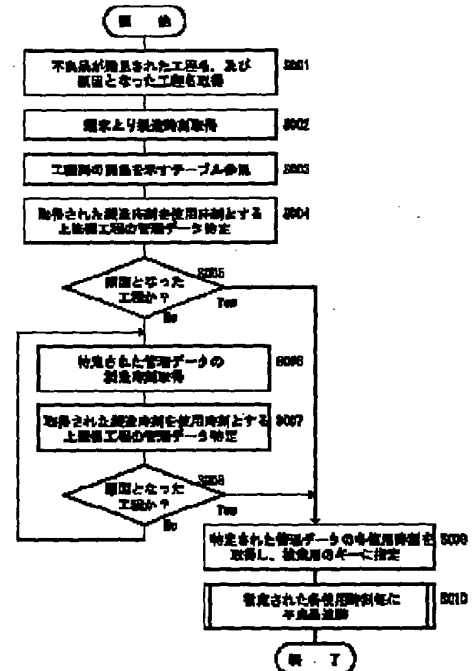 開 始
不良品が発見された工程名、及び
原因となった工程名取得
S001
製造時刻取得
S002
工程間の関係を示すテーブル参照
S003
取得された製造時刻を使用時刻とする
上流側工程の管理データ特定
S004
原因となった
工程か?
S005
Yes
No
特定された管理データの
製造時刻取得
S006
取得された製造時刻を使用時刻とする
上流側工程の管理データ特定
S007
原因となった
工程か?
S008
Yes
No
特定された管理データの各使用時刻を
取得し、検索用のキーに指定
S009
指定された各使用時刻毎に
不良品追跡
S010
終 了